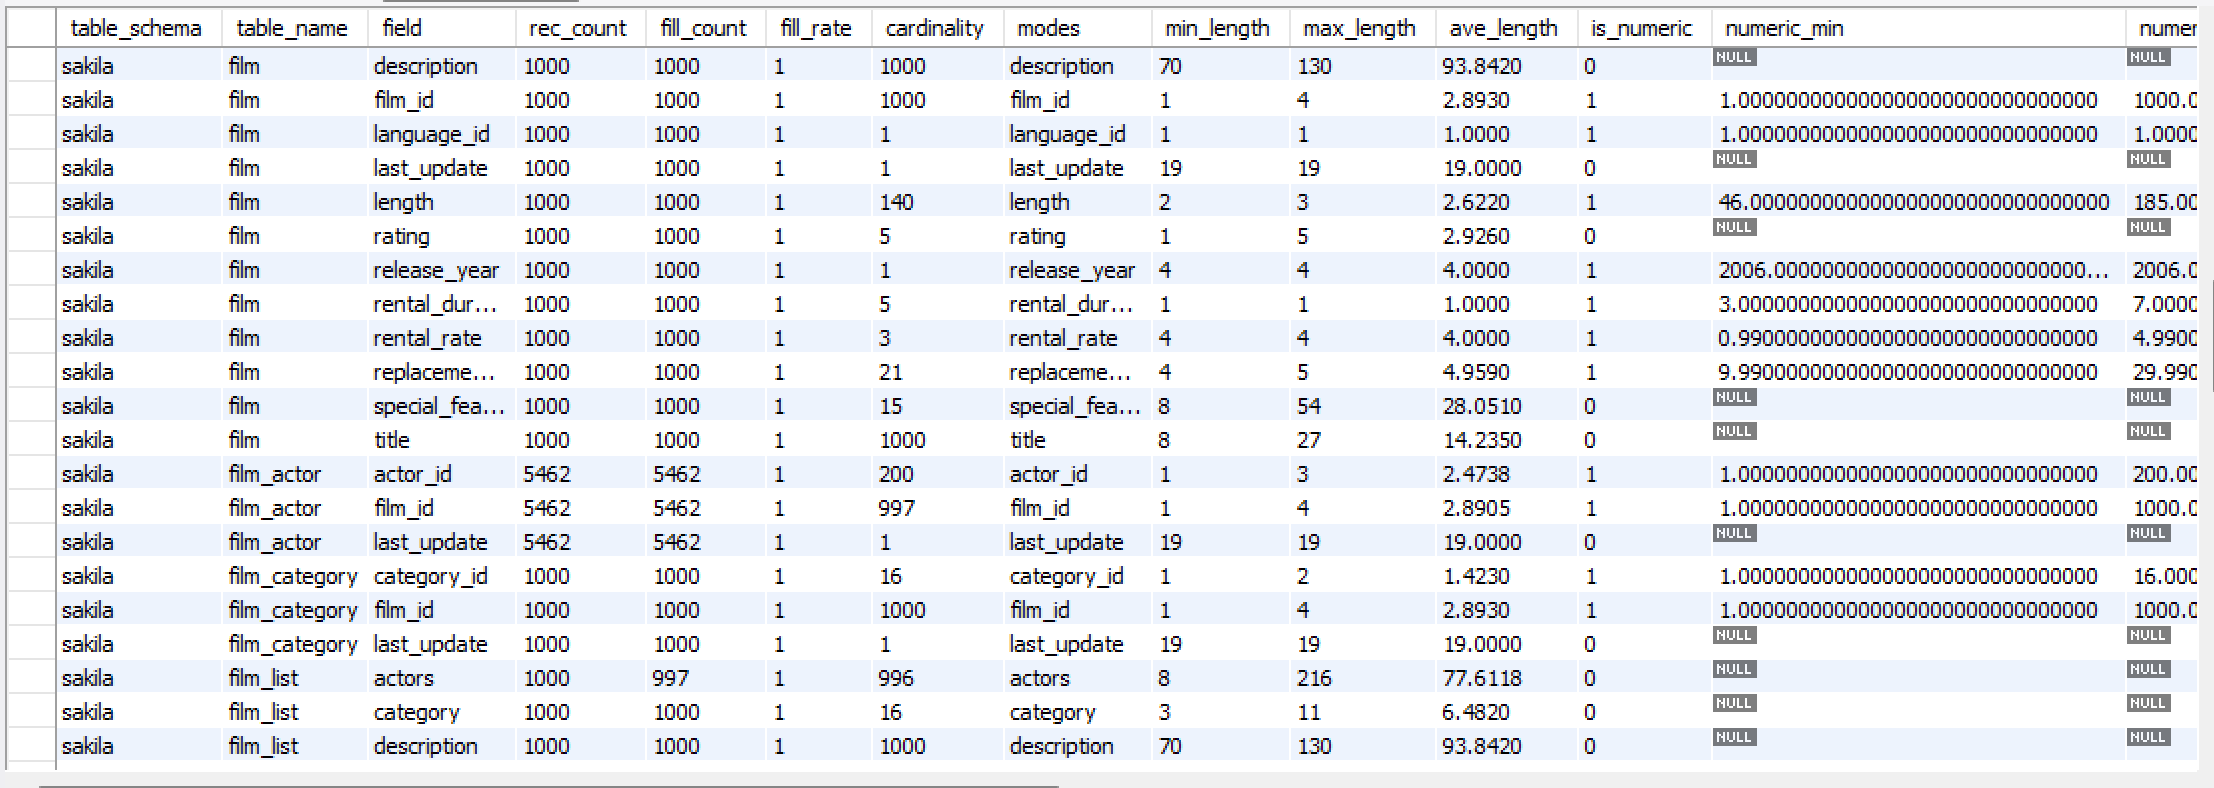 table_schema table_name field rec_count fill_count fill_rate cardinality modes min_length max_length ave_length is_numeric numeric_min numer
sakila film description 1000 1000 1 1000 description 70 130 93.8420 0 NULL NULL
sakila film film_id 1000 1000 1 1000 film_id 1 4 2.8930 1 1.000000000000000000000000000000 1000.0
sakila film language_id 1000 1000 1 1 language_id 1 1 1.0000 1 1.000000000000000000000000000000 1.0000
sakila film last_update 1000 1000 1 1 last_update 19 19 19.0000 0 NULL NULL
sakila film length 1000 1000 1 140 length 2 3 2.6220 1 46.000000000000000000000000000000 185.00
sakila film rating 1000 1000 1 5 rating 1 5 2.9260 0 NULL NULL
sakila film release_year 1000 1000 1 1 release_year 4 4 4.0000 1 2006.000000000000000000000000000... 2006.0
sakila film rental_dur... 1000 1000 1 5 rental_dur... 1 1 1.0000 1 3.000000000000000000000000000000 7.0000
sakila film rental_rate 1000 1000 1 3 rental_rate 4 4 4.0000 1 0.990000000000000000000000000000 4.9900
sakila film replaceme... 1000 1000 1 21 replaceme... 4 5 4.9590 1 9.990000000000000000000000000000 29.990
sakila film special_fea... 1000 1000 1 15 special_fea... 8 54 28.0510 0 NULL NULL
sakila film title 1000 1000 1 1000 title 8 27 14.2350 0 NULL NULL
sakila film_actor actor_id 5462 5462 1 200 actor_id 1 3 2.4738 1 1.000000000000000000000000000000 200.00
sakila film_actor film_id 5462 5462 1 997 film_id 1 4 2.8905 1 1.000000000000000000000000000000 1000.0
sakila film_actor last_update 5462 5462 1 1 last_update 19 19 19.0000 0 NULL NULL
sakila film_category category_id 1000 1000 1 16 category_id 1 2 1.4230 1 1.000000000000000000000000000000 16.000
sakila film_category film_id 1000 1000 1 1000 film_id 1 4 2.8930 1 1.000000000000000000000000000000 1000.0
sakila film_category last_update 1000 1000 1 1 last_update 19 19 19.0000 0 NULL NULL
sakila film_list actors 1000 997 1 996 actors 8 216 77.6118 0 NULL NULL
sakila film_list category 1000 1000 1 16 category 3 11 6.4820 0 NULL NULL
sakila film_list description 1000 1000 1 1000 description 70 130 93.8420 0 NULL NULL